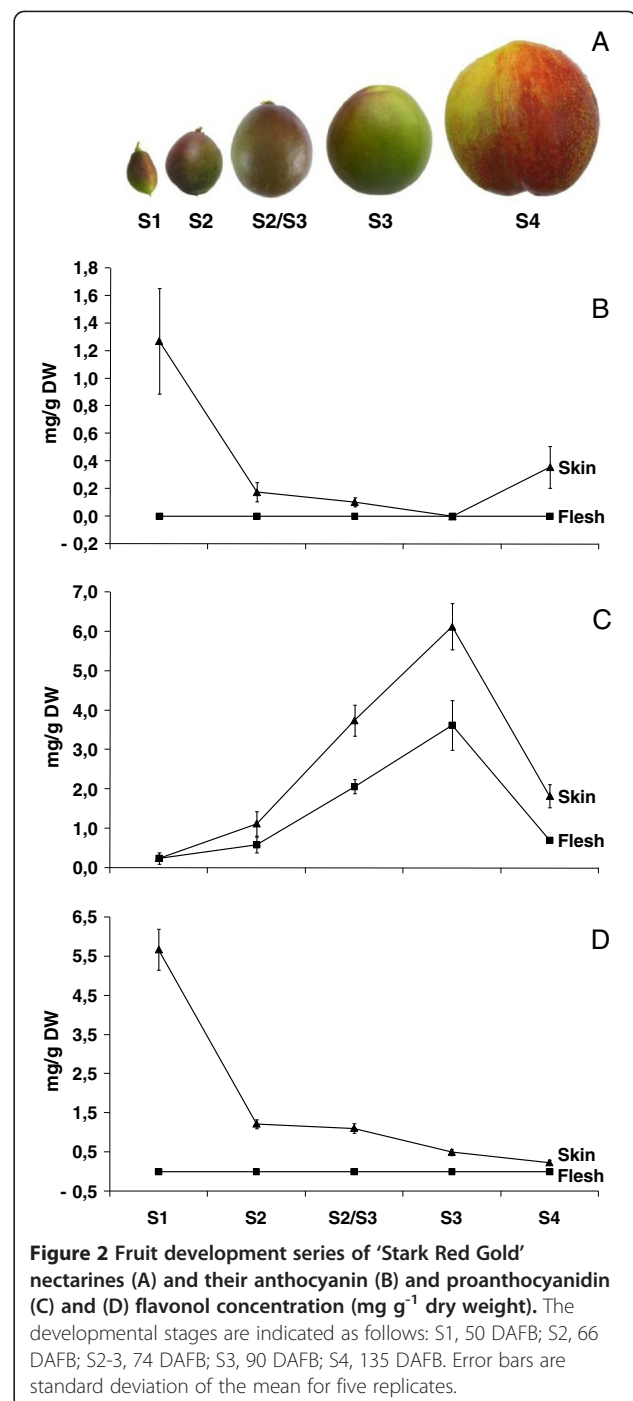 A
S1 S2 S2/S3 S3 S4
B
mg/g DW
1,8
1,6
1,4
1,2
1,0
0,8
0,6
0,4
0,2
0,0
- 0,2
Skin
Flesh
C
mg/g DW
7,0
6,0
5,0
4,0
3,0
2,0
1,0
0,0
Skin
Flesh
D
mg/g DW
6,5
5,5
4,5
3,5
2,5
1,5
0,5
- 0,5
Skin
Flesh
S1 S2 S2/S3 S3 S4
Figure 2 Fruit development series of ‘Stark Red Gold’
nectarines (A) and their anthocyanin (B) and proanthocyanidin
(C) and (D) flavonol concentration (mg g⁻¹ dry weight). The
developmental stages are indicated as follows: S1, 50 DAFB; S2, 66
DAFB; S2-3, 74 DAFB; S3, 90 DAFB; S4, 135 DAFB. Error bars are
standard deviation of the mean for five replicates.